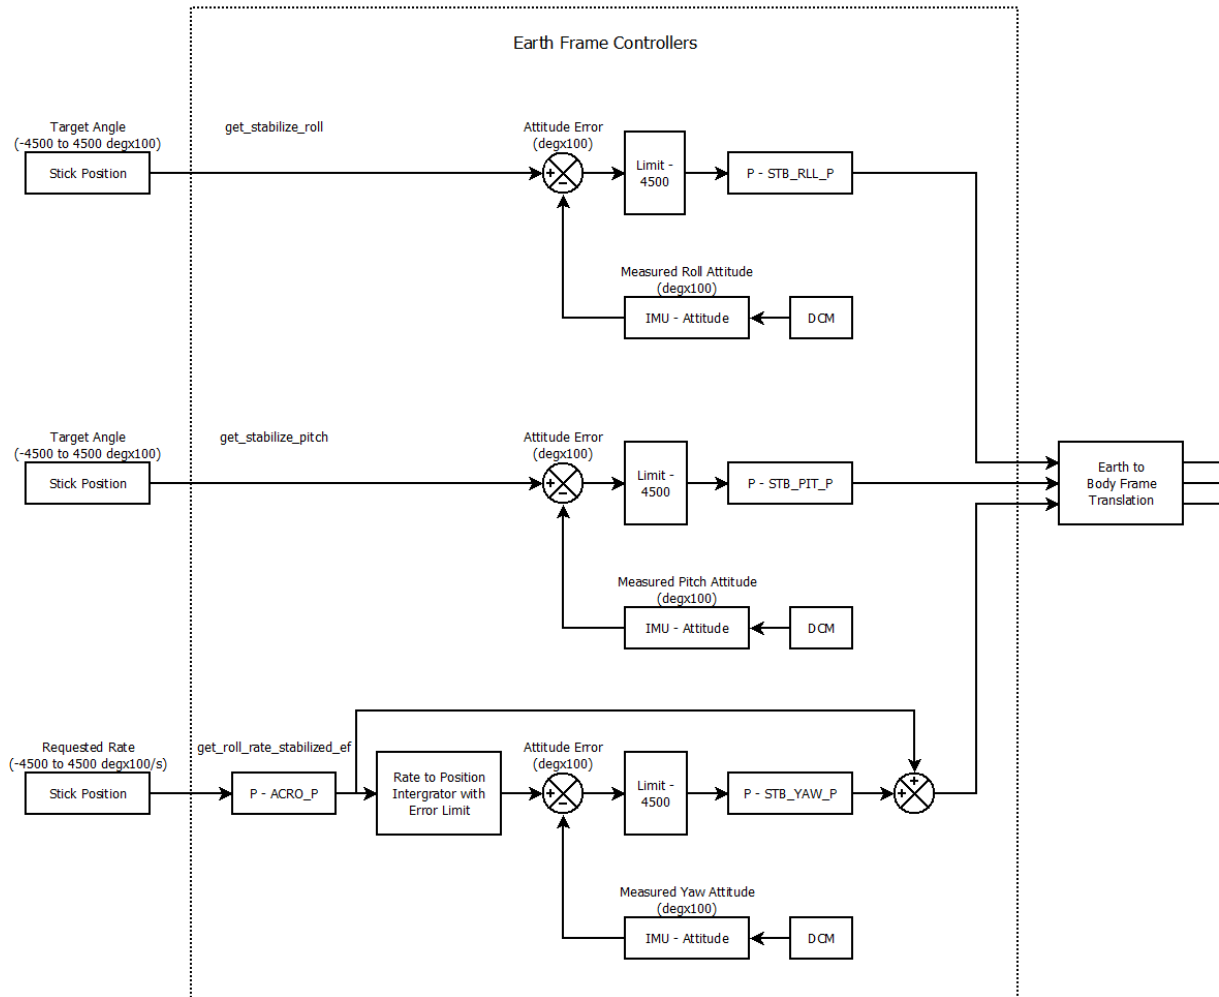 Earth Frame Controllers
Target Angle
(-4500 to 4500 degx100)
Stick Position
get_stabilize_roll
Attitude Error
(degx100)
+
−
Limit -
4500
P - STB_RLL_P
Measured Roll Attitude
(degx100)
IMU - Attitude
DCM
Target Angle
(-4500 to 4500 degx100)
Stick Position
get_stabilize_pitch
Attitude Error
(degx100)
+
−
Limit -
4500
P - STB_PIT_P
Earth to
Body Frame
Translation
Measured Pitch Attitude
(degx100)
IMU - Attitude
DCM
Requested Rate
(-4500 to 4500 degx100/s)
Stick Position
get_roll_rate_stabilized_ef
P - ACRO_P
Rate to Position
Intergrator with
Error Limit
Attitude Error
(degx100)
+
−
Limit -
4500
P - STB_YAW_P
+
+
Measured Yaw Attitude
(degx100)
IMU - Attitude
DCM